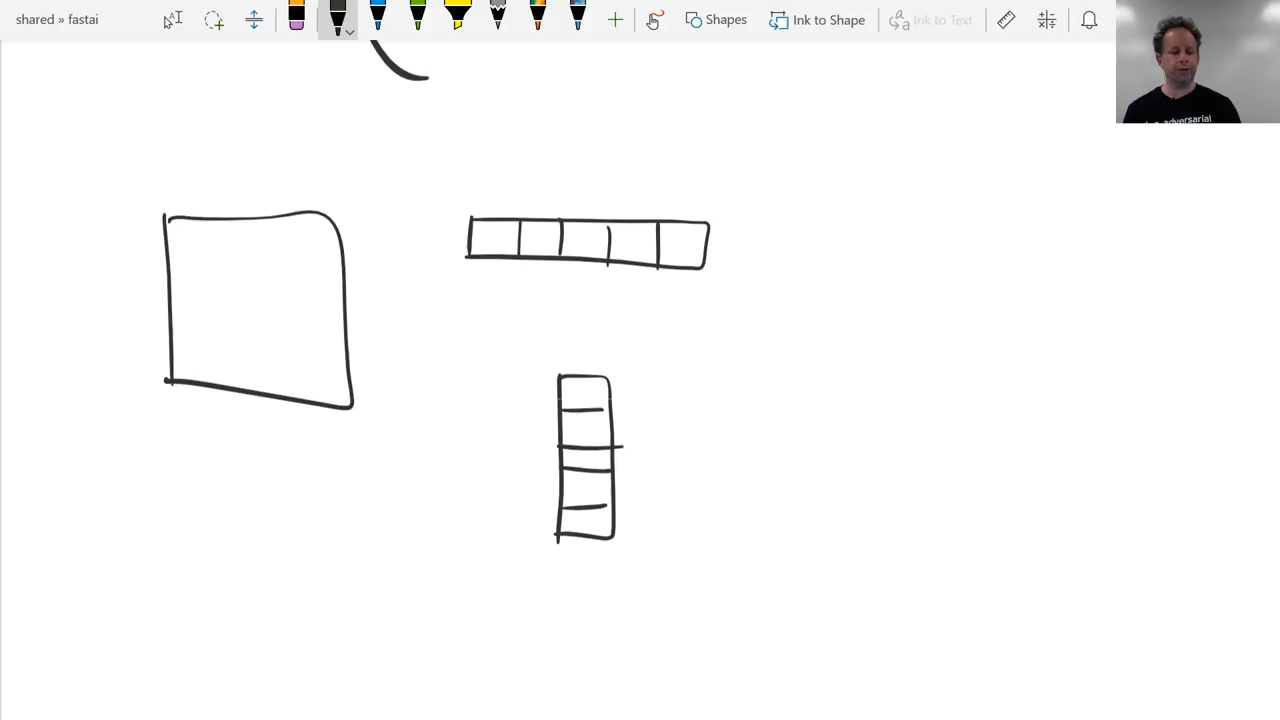 shared » fastai
Shapes
Ink to Shape
Ink to Text
adversarial